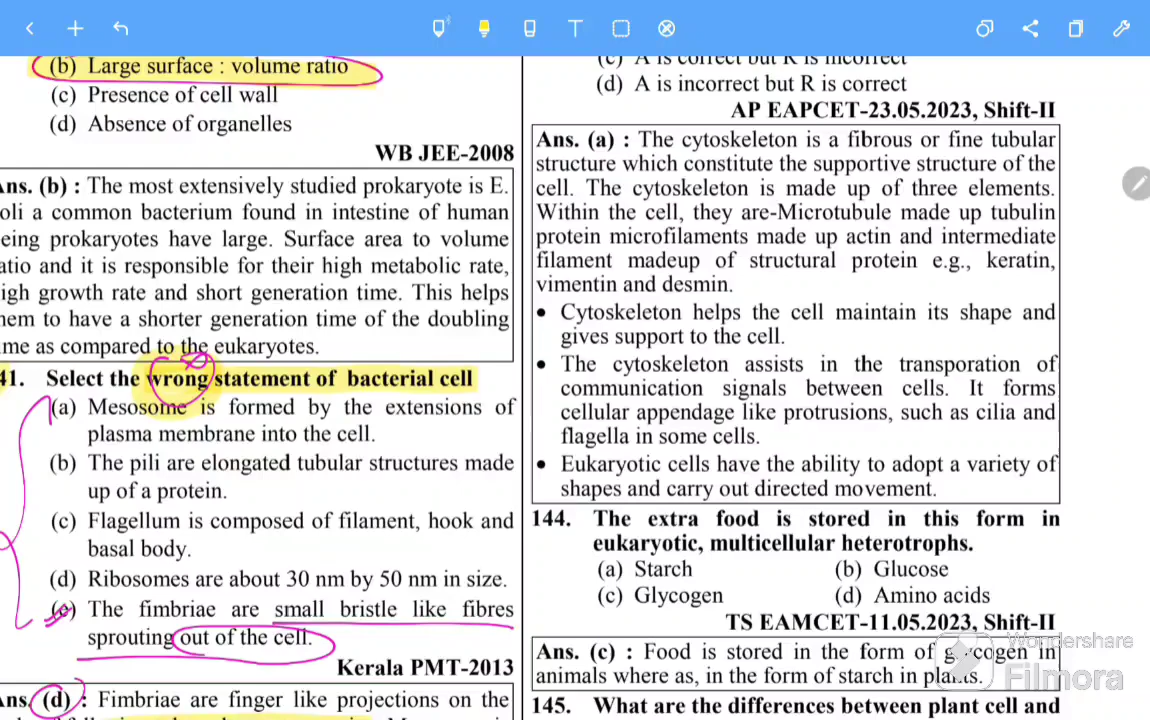 (b) Large surface : volume ratio
(c) Presence of cell wall
(d) Absence of organelles
WB JEE-2008
ns. (b) : The most extensively studied prokaryote is E.
oli a common bacterium found in intestine of human
eing prokaryotes have large. Surface area to volume
atio and it is responsible for their high metabolic rate,
igh growth rate and short generation time. This helps
hem to have a shorter generation time of the doubling
me as compared to the eukaryotes.
41. Select the wrong statement of bacterial cell
(a) Mesosome is formed by the extensions of
plasma membrane into the cell.
(b) The pili are elongated tubular structures made
up of a protein.
(c) Flagellum is composed of filament, hook and
basal body.
(d) Ribosomes are about 30 nm by 50 nm in size.
(e) The fimbriae are small bristle like fibres
sprouting out of the cell.
Kerala PMT-2013
ns. (d) : Fimbriae are finger like projections on the
(c) A is correct but R is incorrect
(d) A is incorrect but R is correct
AP EAPCET-23.05.2023, Shift-II
Ans. (a) : The cytoskeleton is a fibrous or fine tubular
structure which constitute the supportive structure of the
cell. The cytoskeleton is made up of three elements.
Within the cell, they are-Microtubule made up tubulin
protein microfilaments made up actin and intermediate
filament madeup of structural protein e.g., keratin,
vimentin and desmin.
• Cytoskeleton helps the cell maintain its shape and
gives support to the cell.
• The cytoskeleton assists in the transporation of
communication signals between cells. It forms
cellular appendage like protrusions, such as cilia and
flagella in some cells.
• Eukaryotic cells have the ability to adopt a variety of
shapes and carry out directed movement.
144. The extra food is stored in this form in
eukaryotic, multicellular heterotrophs.
(a) Starch (b) Glucose
(c) Glycogen (d) Amino acids
TS EAMCET-11.05.2023, Shift-II
Ans. (c) : Food is stored in the form of glycogen in
animals where as, in the form of starch in plants.
145. What are the differences between plant cell and
Wondershare
Filmora